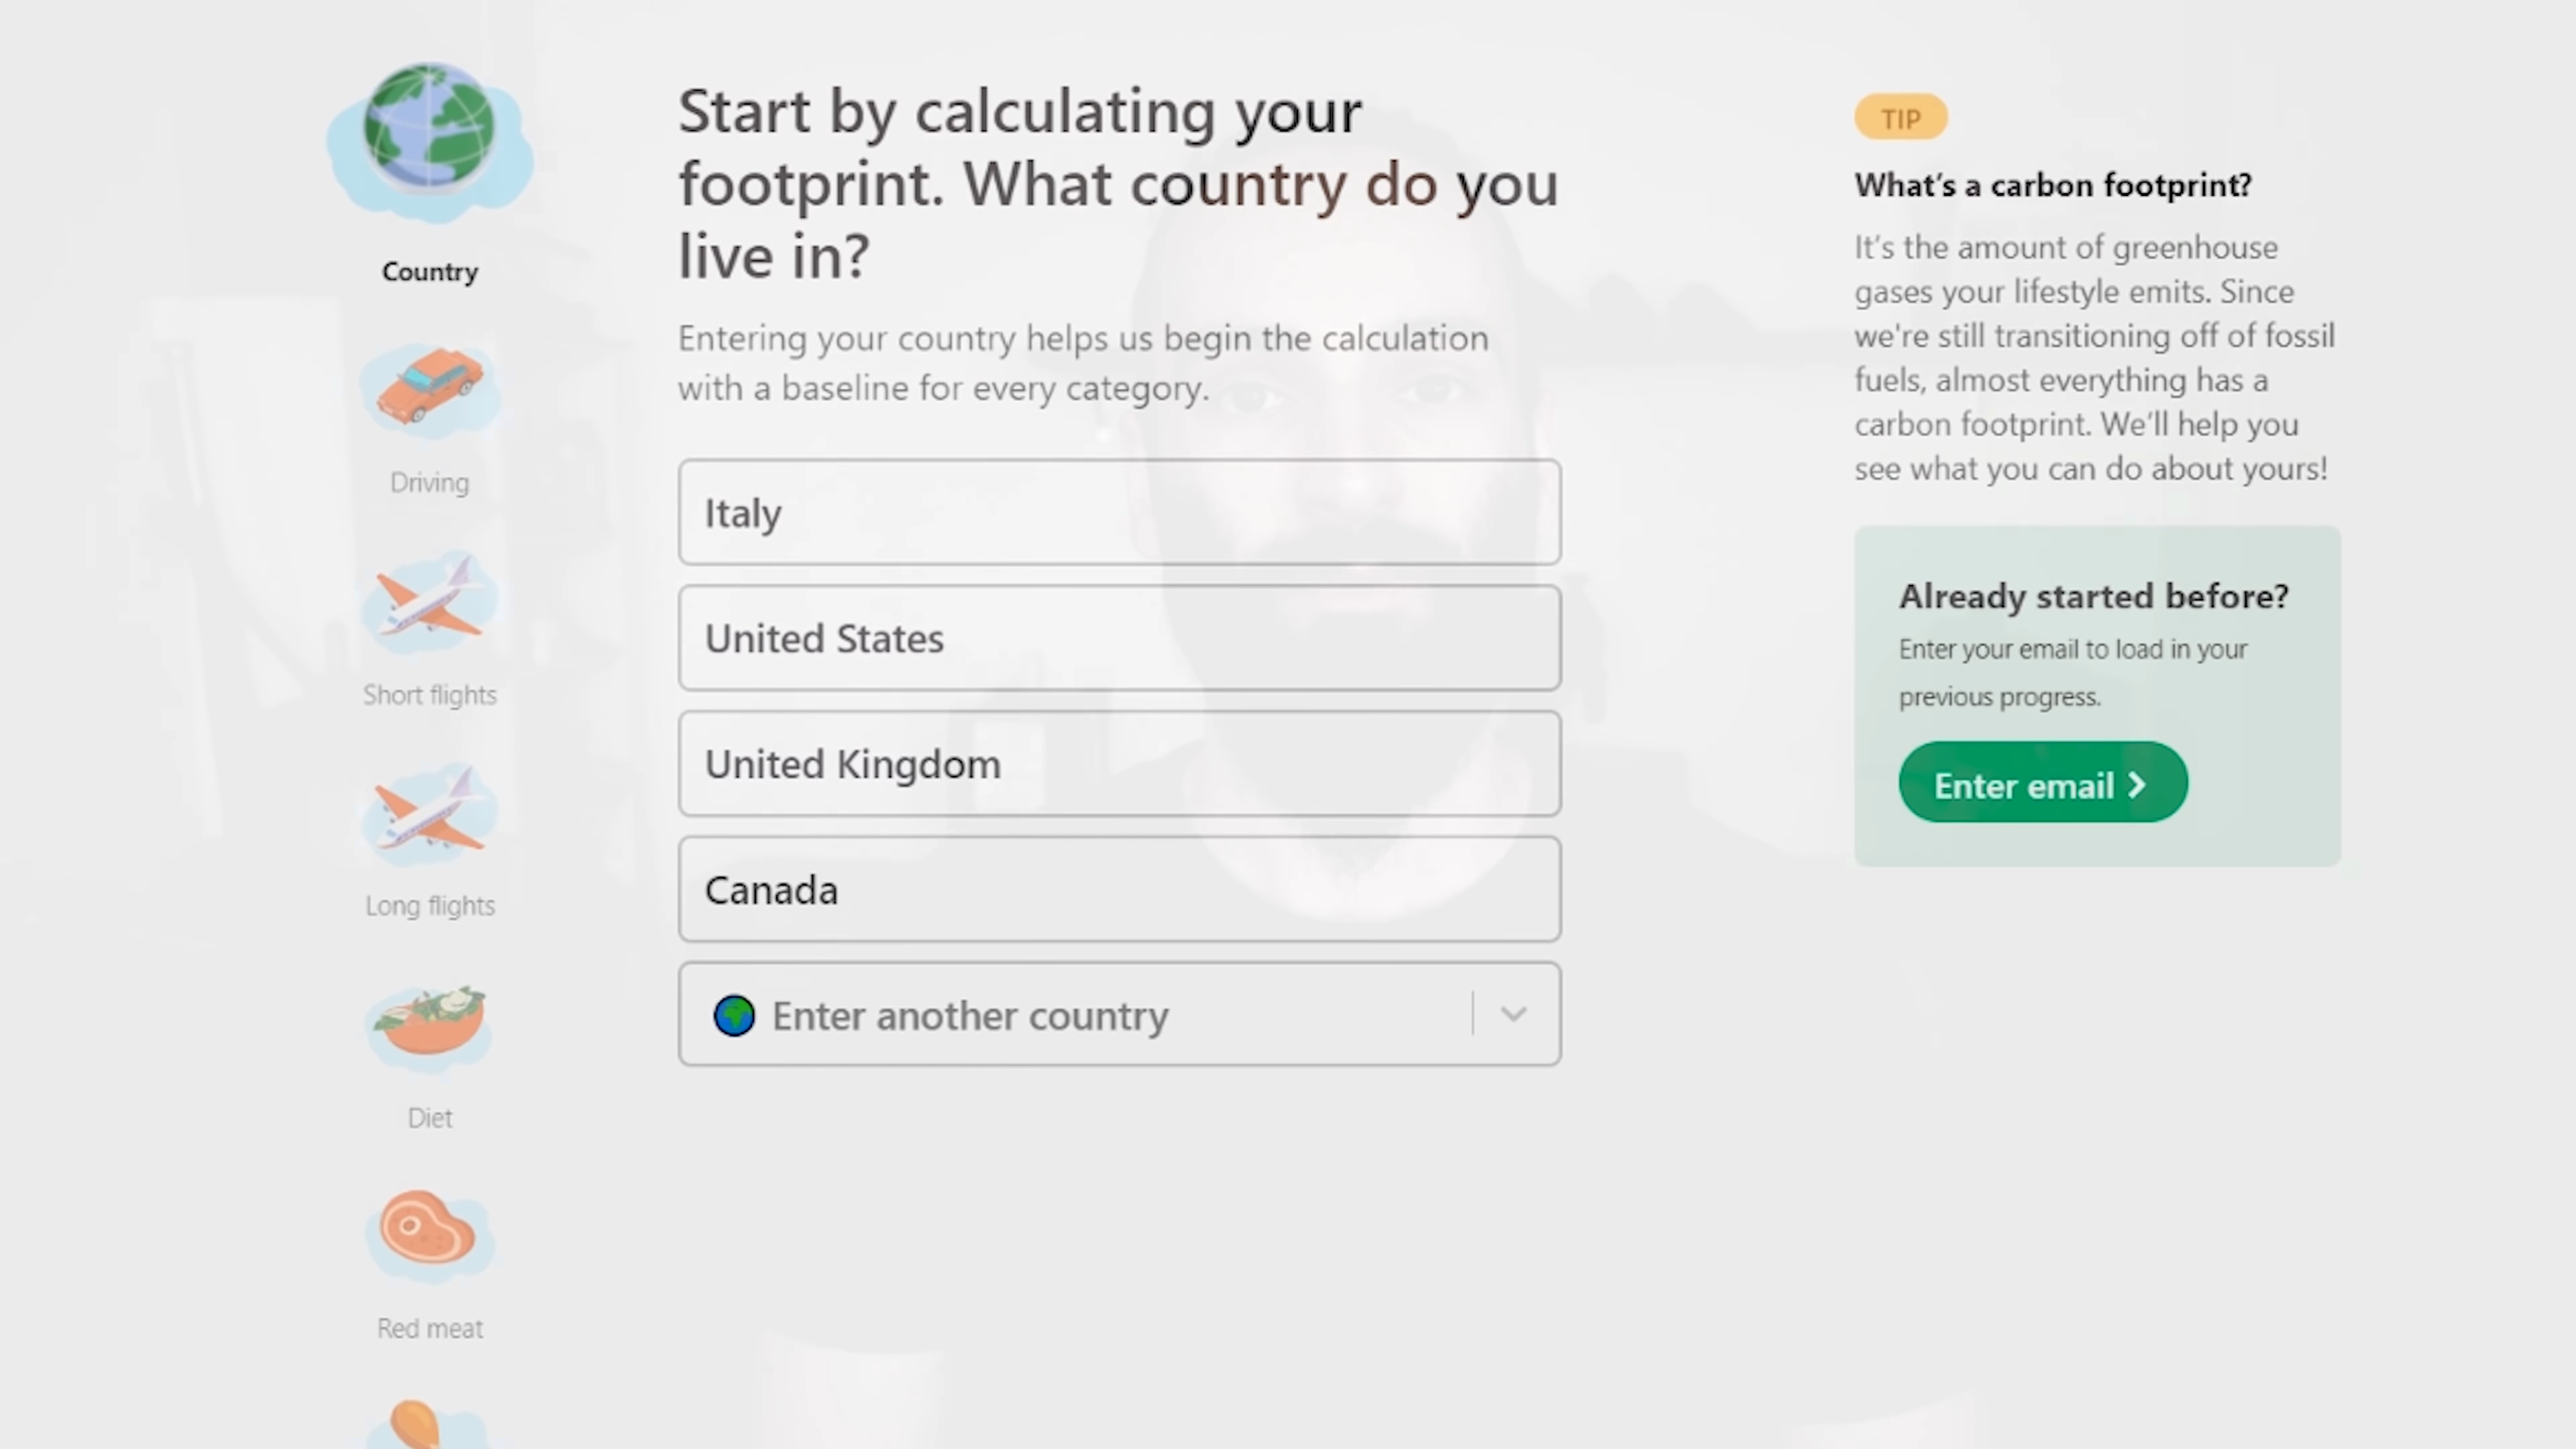 Country
Driving
Short flights
Long flights
Diet
Red meat
Start by calculating your
footprint. What country do you
live in?
Entering your country helps us begin the calculation
with a baseline for every category.
Italy
United States
United Kingdom
Canada
Enter another country
TIP
What's a carbon footprint?
It's the amount of greenhouse
gases your lifestyle emits. Since
we're still transitioning off of fossil
fuels, almost everything has a
carbon footprint. We'll help you
see what you can do about yours!
Already started before?
Enter your email to load in your
previous progress.
Enter email